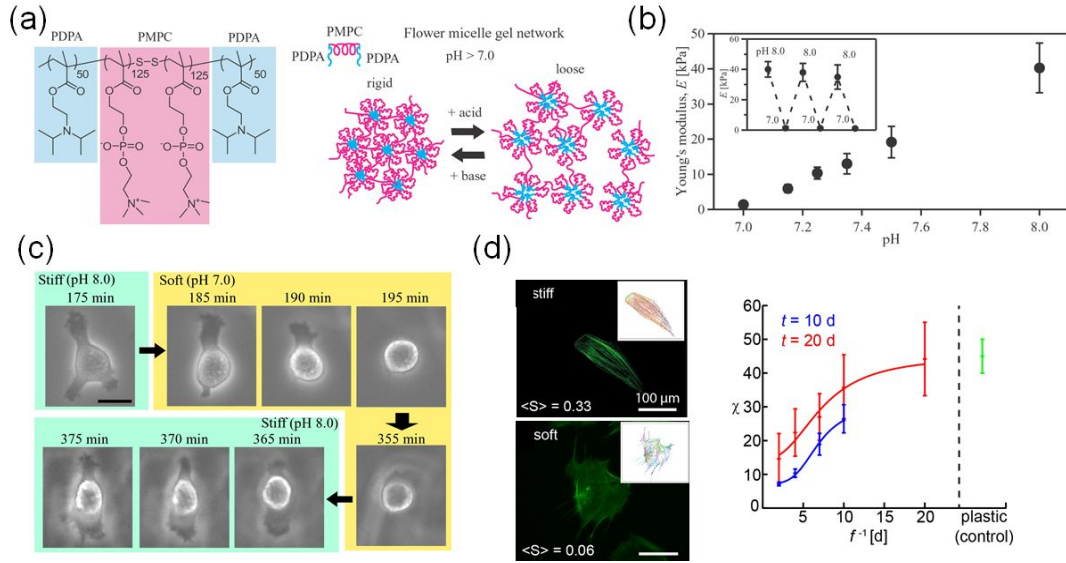 (a)
PDPA PMPC PDPA
50 S–S 125 125 50
O O O O O O O O
N O O N
-O-P=O -O-P=O
O O
N+ N+
PDPA PDPA
Flower micelle gel network
pH > 7.0
rigid loose
+ acid
+ base
(b)
Young's modulus, E [kPa]
50
40
30
20
10
0
7.0 7.2 7.4 7.6 7.8 8.0
pH
E [kPa]
60
40
20
0
pH 8.0 8.0 8.0
7.0 7.0 7.0
(c)
Stiff (pH 8.0) Soft (pH 7.0)
175 min 185 min 190 min 195 min
Stiff (pH 8.0)
375 min 370 min 365 min 355 min
(d)
stiff
100 µm
<S> = 0.33
soft
<S> = 0.06
t = 10 d
t = 20 d
χ
60
50
40
30
20
10
0
5 10 15 20 plastic
f -1 [d] (control)